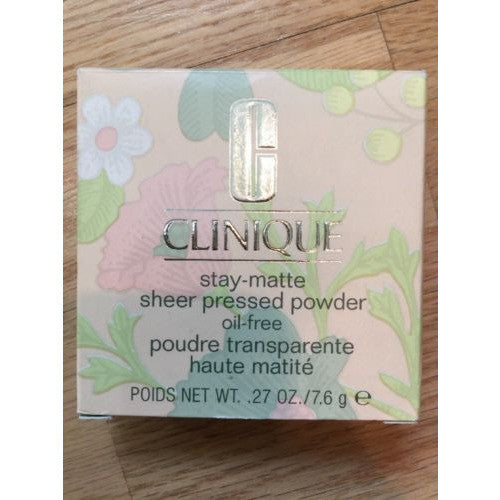 C
CLINIQUE
stay-matte
sheer pressed powder
oil-free
poudre transparente
haute matité
POIDS NET WT. .27 OZ./7.6 g ℮